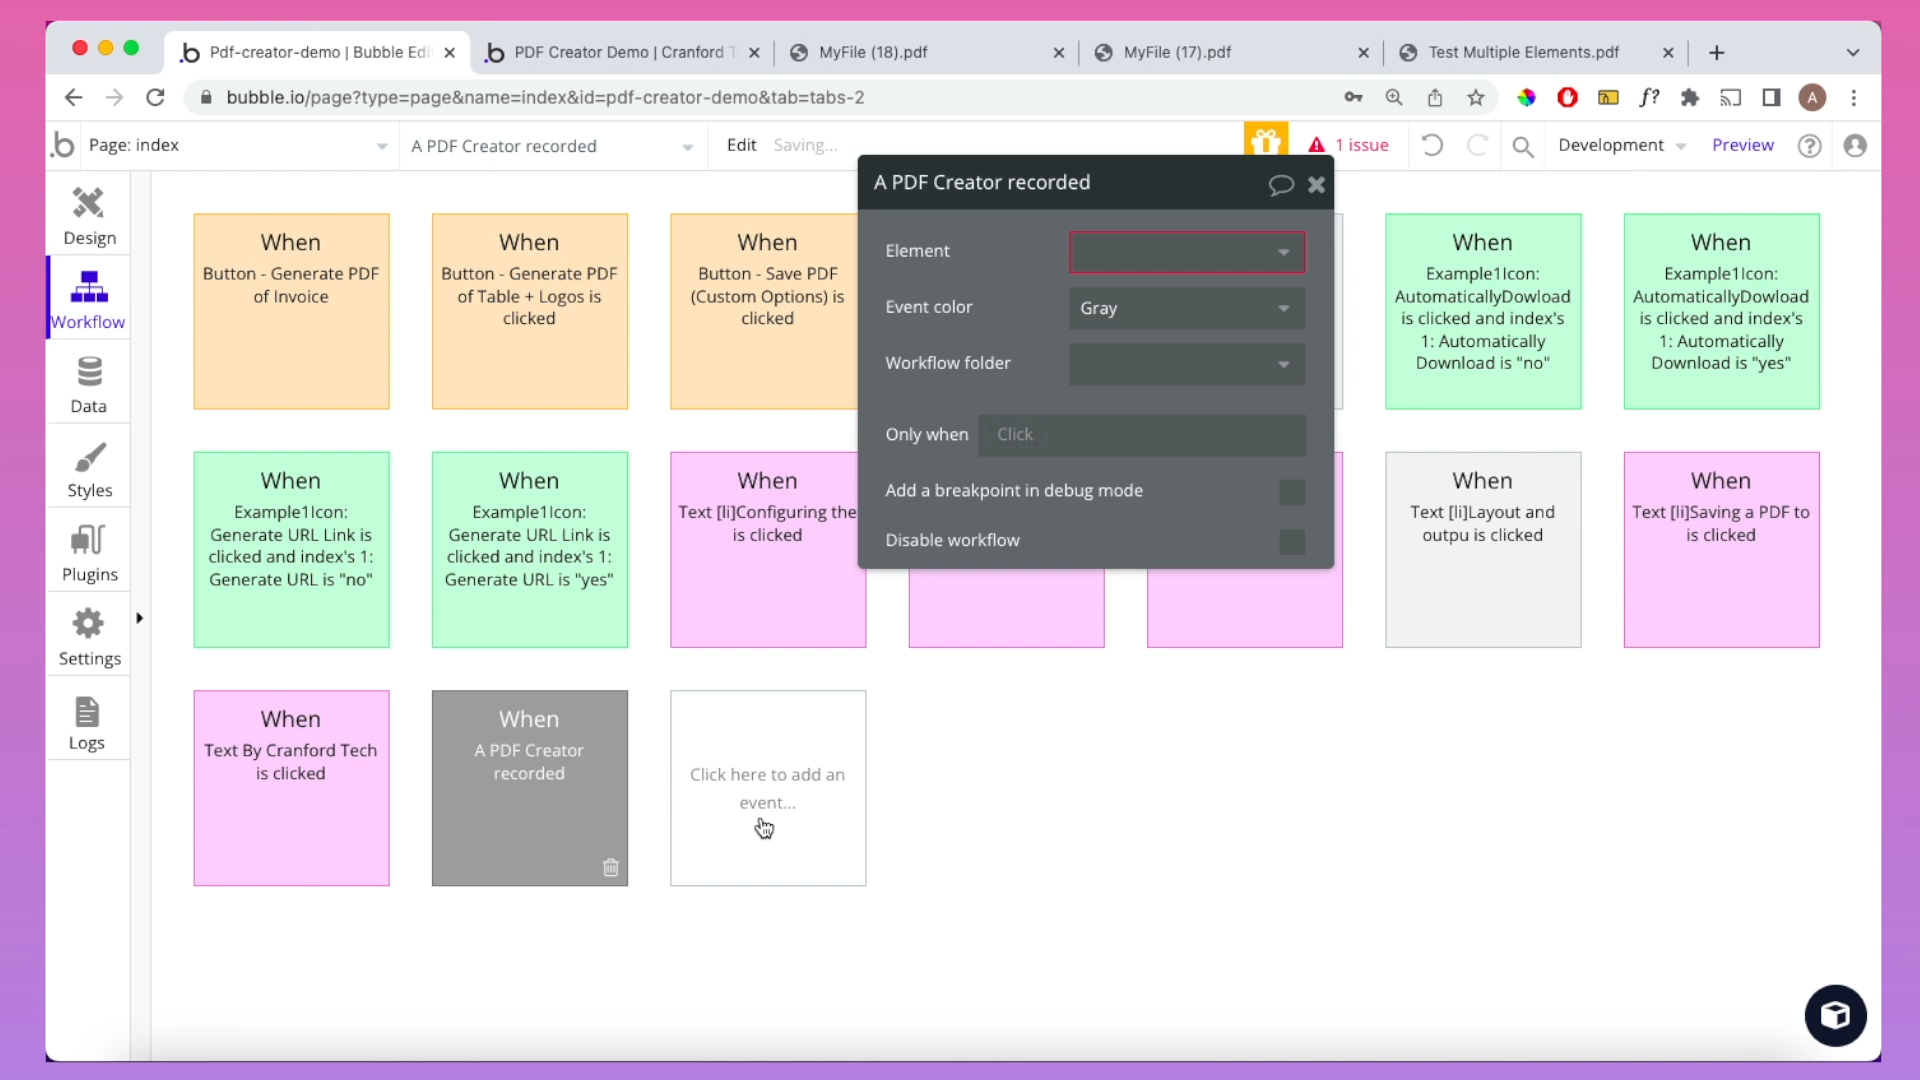 Pdf-creator-demo | Bubble Edi
PDF Creator Demo | Cranford T
MyFile (18).pdf
MyFile (17).pdf
Test Multiple Elements.pdf
bubble.io/page?type=page&name=index&id=pdf-creator-demo&tab=tabs-2
f?
A
.b
Page: index
A PDF Creator recorded
Edit
Saving...
1 issue
Development
Preview
Design
Workflow
Data
Styles
Plugins
Settings
Logs
When
Button - Generate PDF
of Invoice
When
Button - Generate PDF
of Table + Logos is
clicked
When
Button - Save PDF
(Custom Options) is
clicked
A PDF Creator recorded
Element
Event color
Gray
Workflow folder
Only when
Click
Add a breakpoint in debug mode
Disable workflow
When
Example1Icon:
AutomaticallyDowload
is clicked and index's
1: Automatically
Download is "no"
When
Example1Icon:
AutomaticallyDowload
is clicked and index's
1: Automatically
Download is "yes"
When
Example1Icon:
Generate URL Link is
clicked and index's 1:
Generate URL is "no"
When
Example1Icon:
Generate URL Link is
clicked and index's 1:
Generate URL is "yes"
When
Text [li]Configuring the
is clicked
When
Text [li]Layout and
outpu is clicked
When
Text [li]Saving a PDF to
is clicked
When
Text By Cranford Tech
is clicked
When
A PDF Creator
recorded
Click here to add an
event...